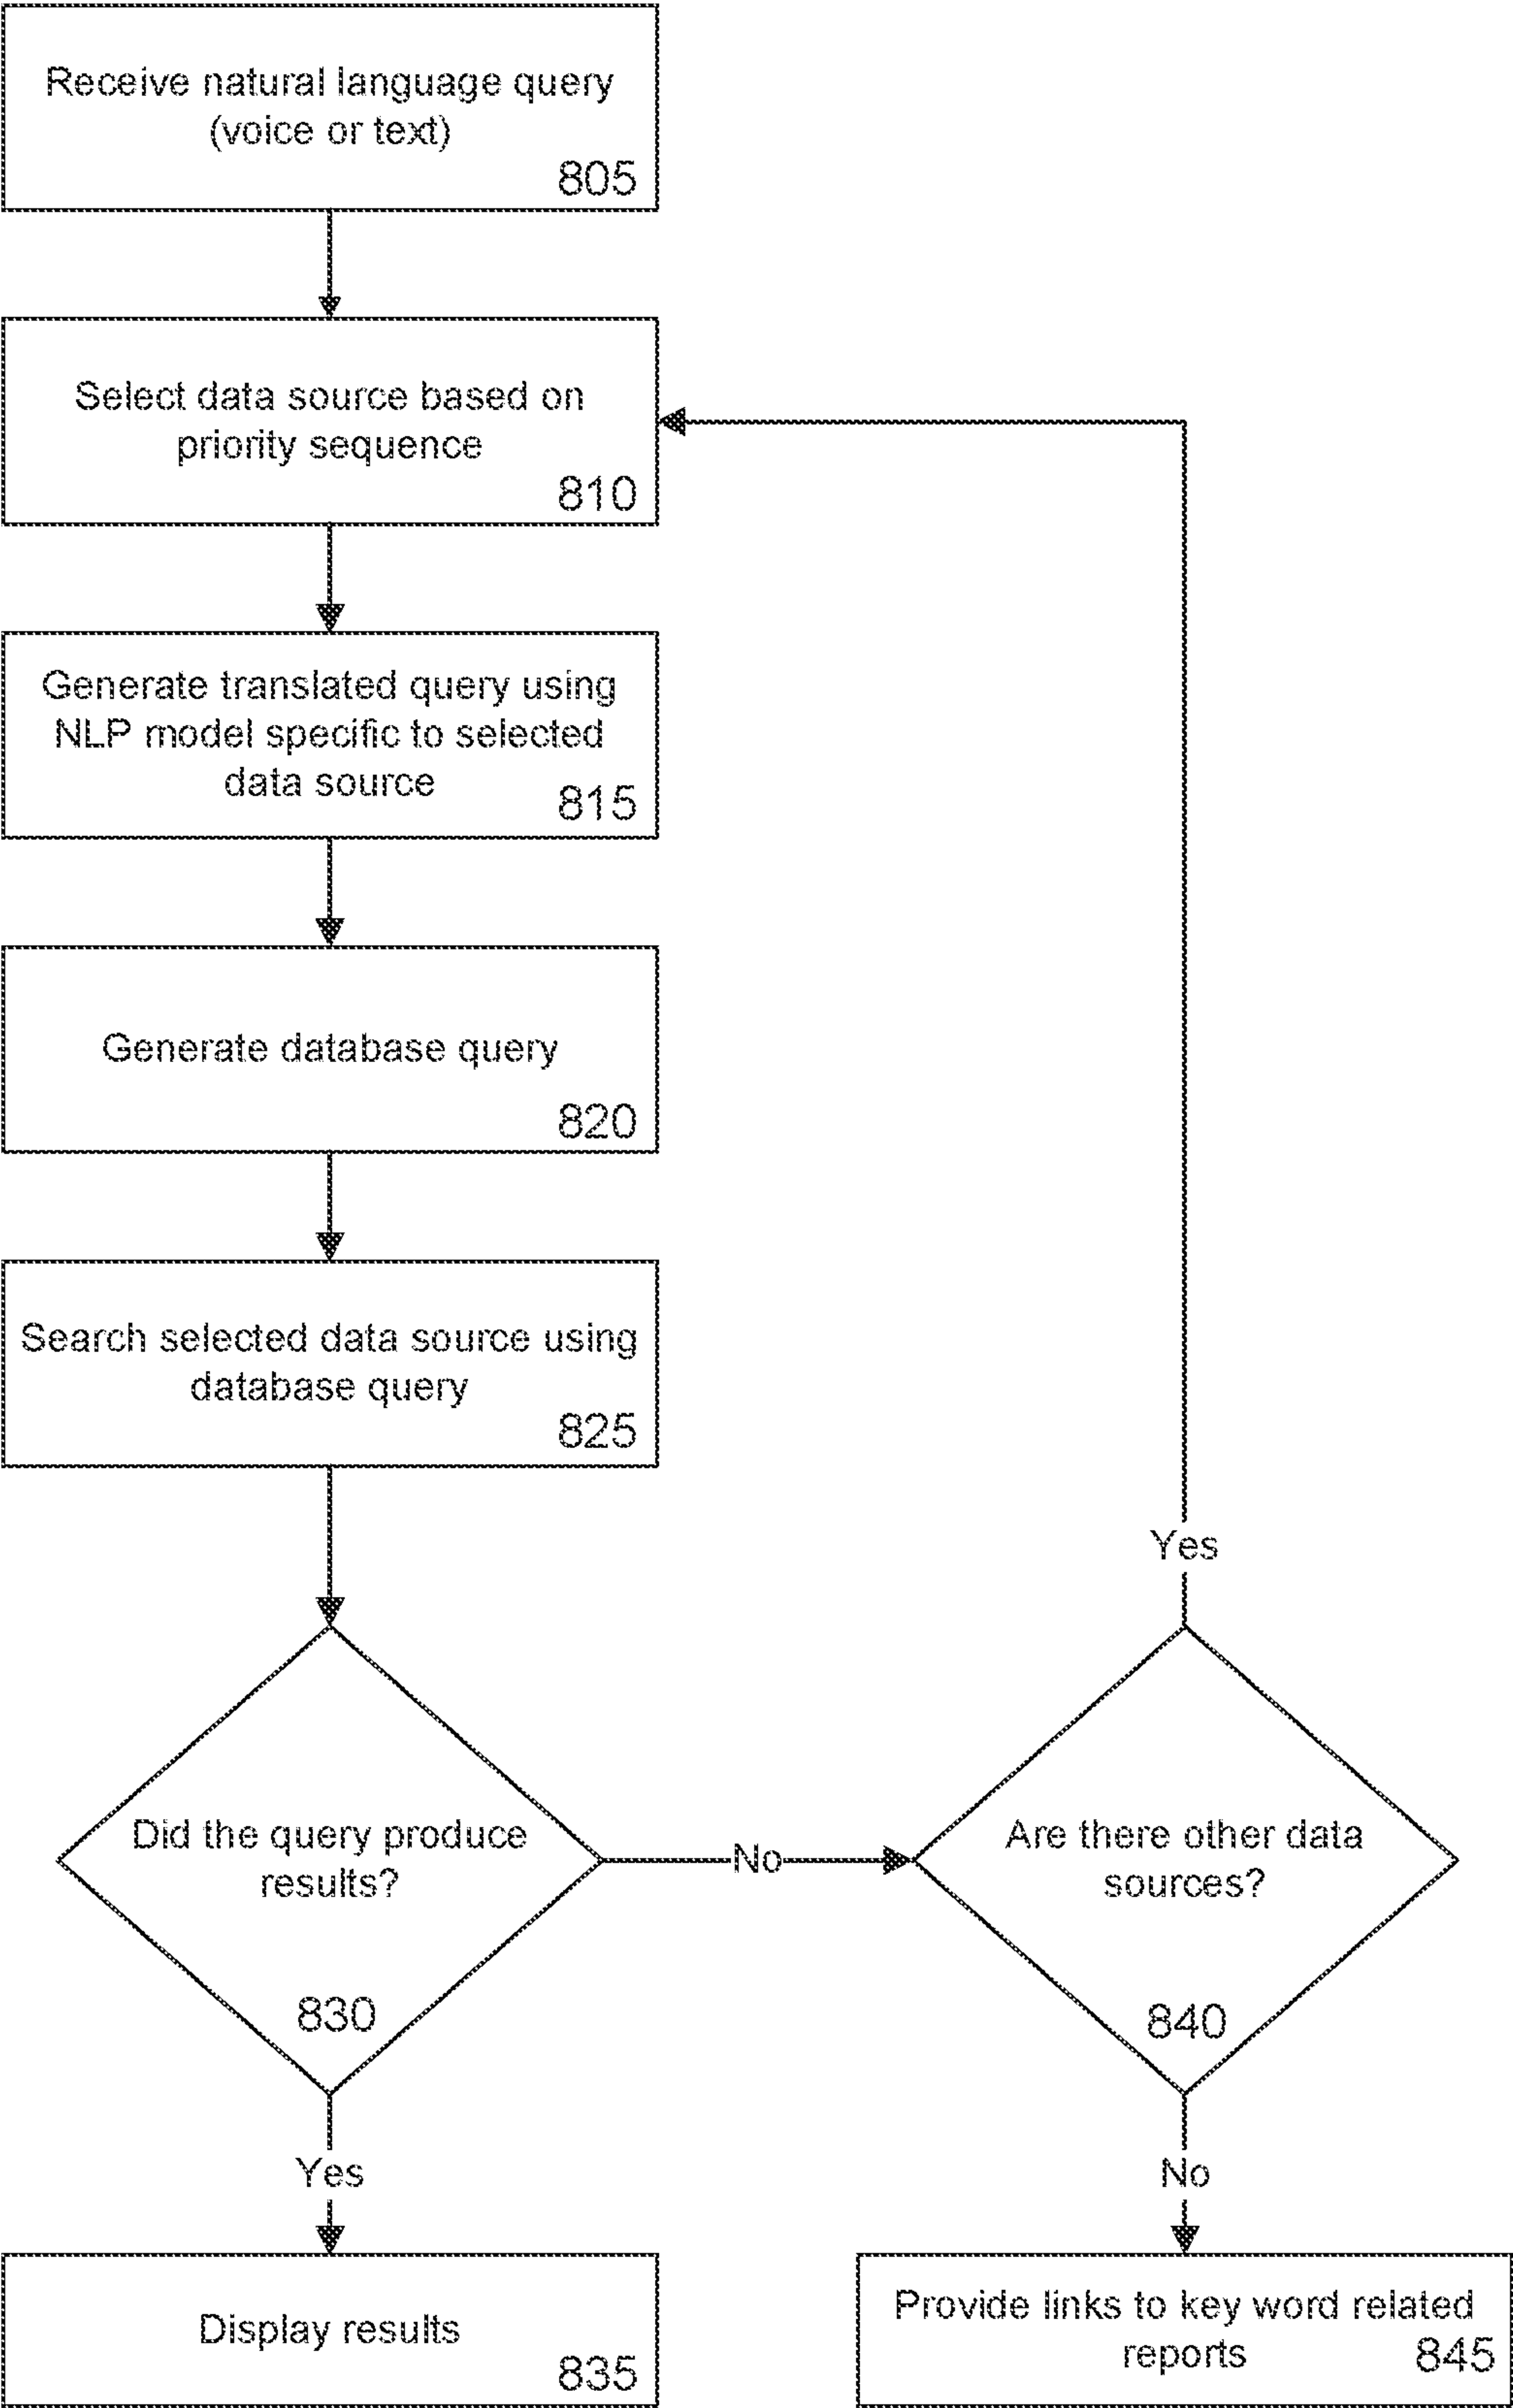 Receive natural language query
(voice or text)
805
Select data source based on
priority sequence
810
Generate translated query using
NLP model specific to selected
data source
815
Generate database query
820
Search selected data source using
database query
825
Yes
Did the query produce
results?
830
No
Are there other data
sources?
840
Yes
No
Display results
835
Provide links to key word related
reports
845